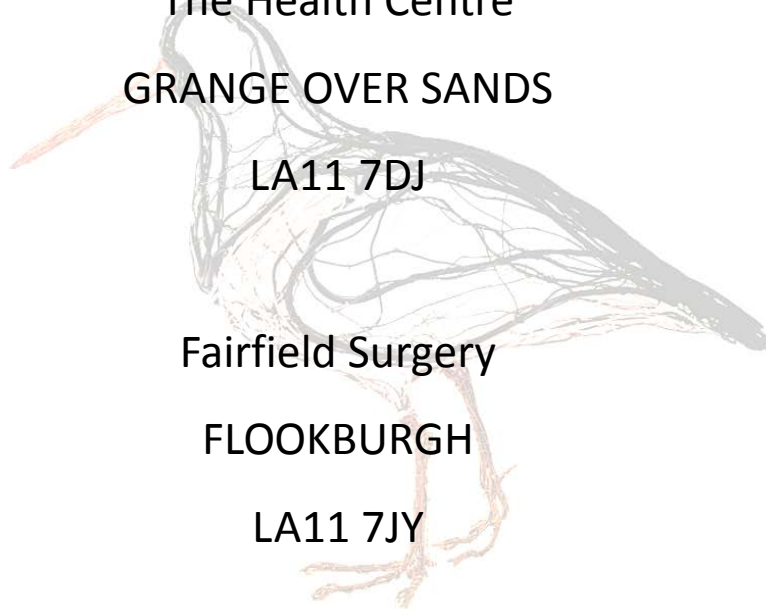 The Health Centre
GRANGE OVER SANDS
LA11 7DJ
Fairfield Surgery
FLOOKBURGH
LA11 7JY